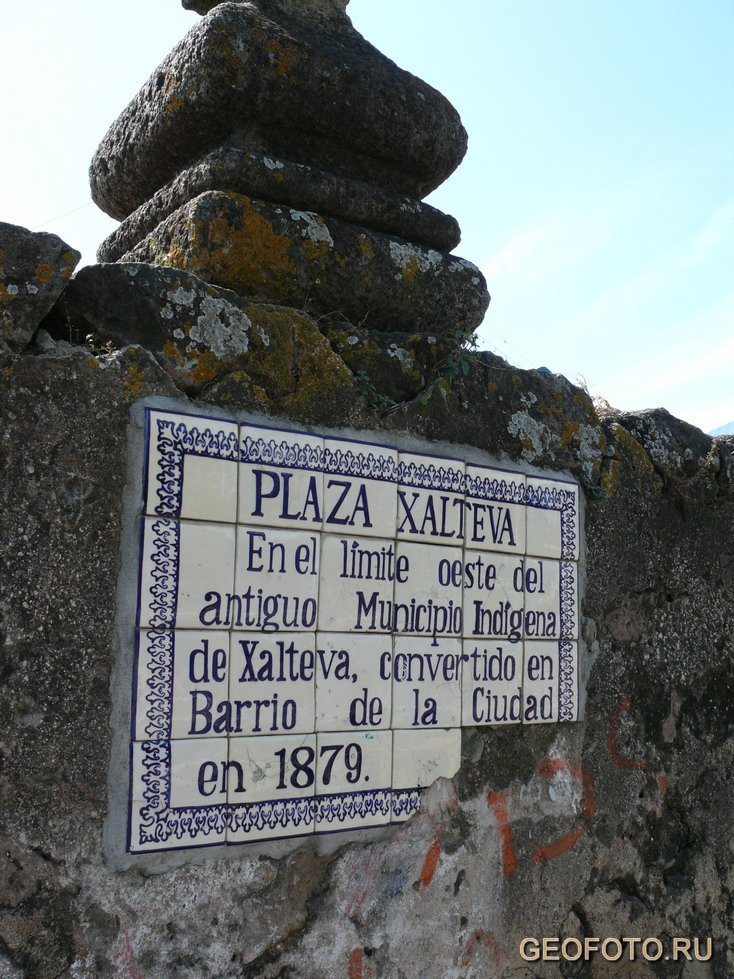 PLAZA XALTEVA
En el límite oeste del
antiguo Municipio Indígena
de Xalteva, convertido en
Barrio de la Ciudad
en 1879.
GEOFOTO.RU